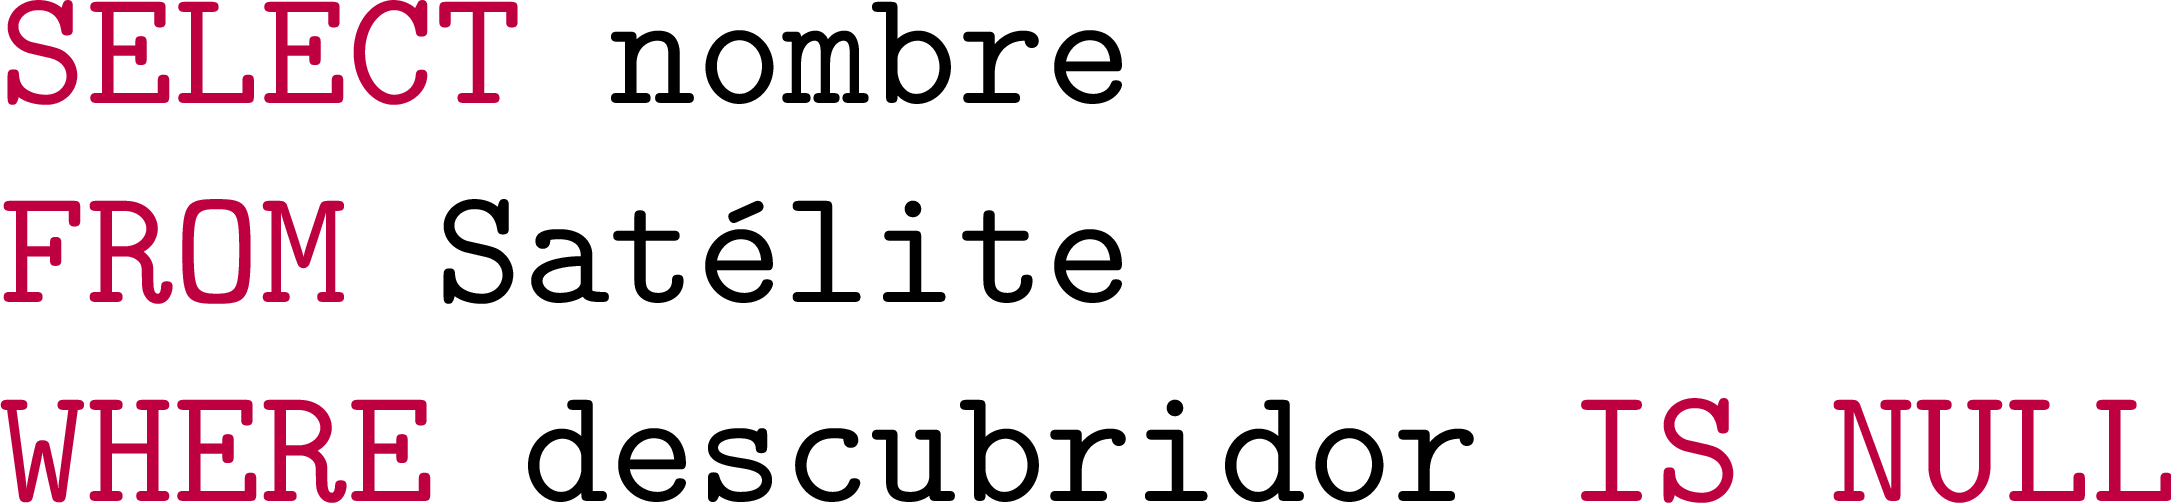 SELECT nombre
FROM Satélite
WHERE descubridor IS NULL